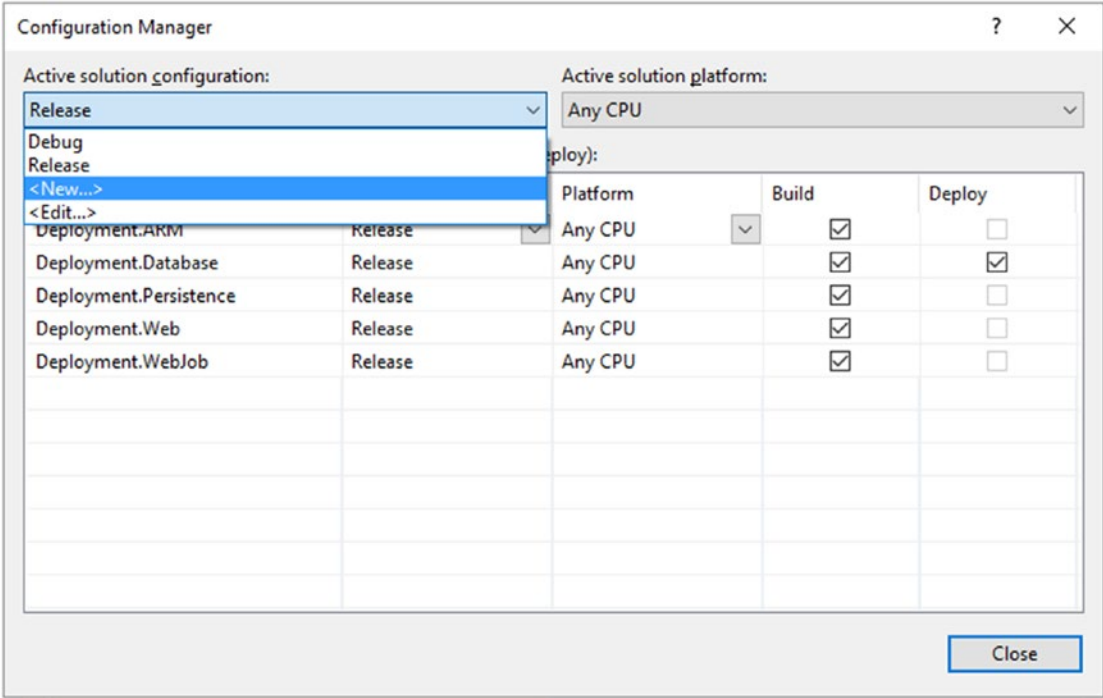 Configuration Manager ?
Active solution configuration: Active solution platform:
Release Any CPU
Debug
Release
<New...>
<Edit...>
Platform Build Deploy
Deployment.ARM Release Any CPU
Deployment.Database Release Any CPU
Deployment.Persistence Release Any CPU
Deployment.Web Release Any CPU
Deployment.WebJob Release Any CPU
Close